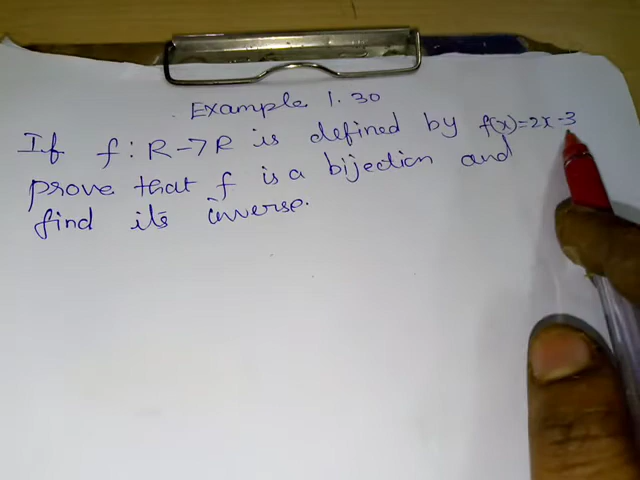 Example 1.30
If f : R → R is defined by f(x)=2x-3
prove that f is a bijection and
find its inverse.